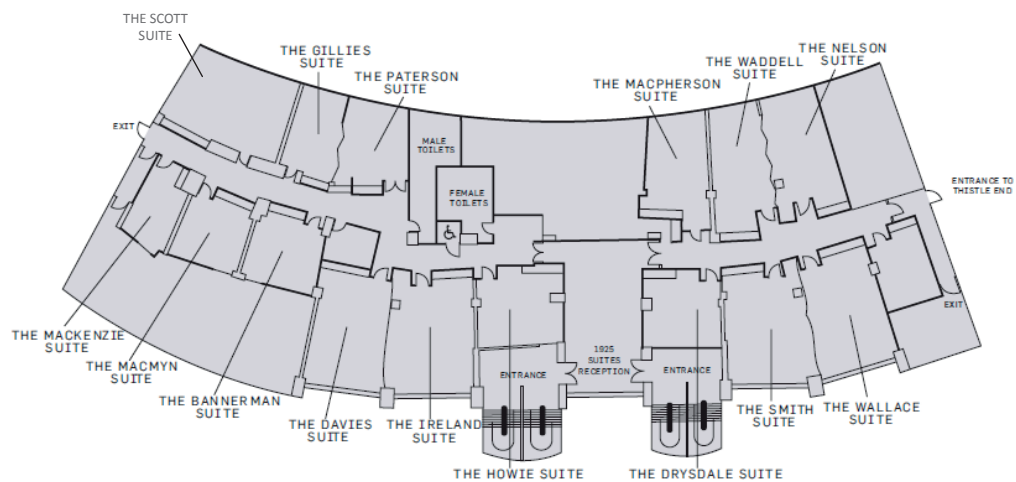 THE SCOTT
SUITE
THE GILLIES
SUITE
THE PATERSON
SUITE
THE MACPHERSON
SUITE
THE WADDELL
SUITE
THE NELSON
SUITE
EXIT
MALE
TOILETS
FEMALE
TOILETS
ENTRANCE TO
THISTLE END
EXIT
THE MACKENZIE
SUITE
THE MACMYN
SUITE
THE BANNERMAN
SUITE
THE DAVIES
SUITE
THE IRELAND
SUITE
ENTRANCE
1925
SUITES
RECEPTION
ENTRANCE
THE HOWIE SUITE
THE DRYSDALE SUITE
THE SMITH
SUITE
THE WALLACE
SUITE